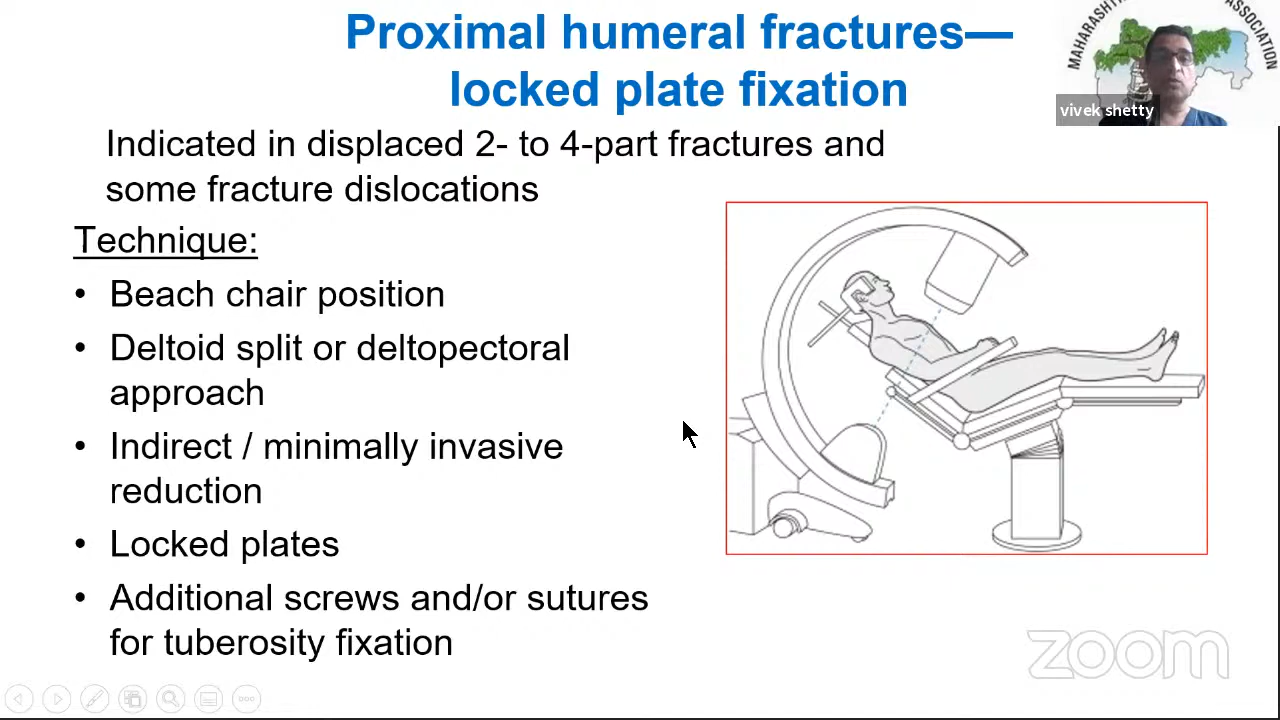 Proximal humeral fractures—
locked plate fixation
MAHARASHT
ASSOCIATION
vivek shetty
Indicated in displaced 2- to 4-part fractures and
some fracture dislocations
Technique:
• Beach chair position
• Deltoid split or deltopectoral
approach
• Indirect / minimally invasive
reduction
• Locked plates
• Additional screws and/or sutures
for tuberosity fixation
zoom